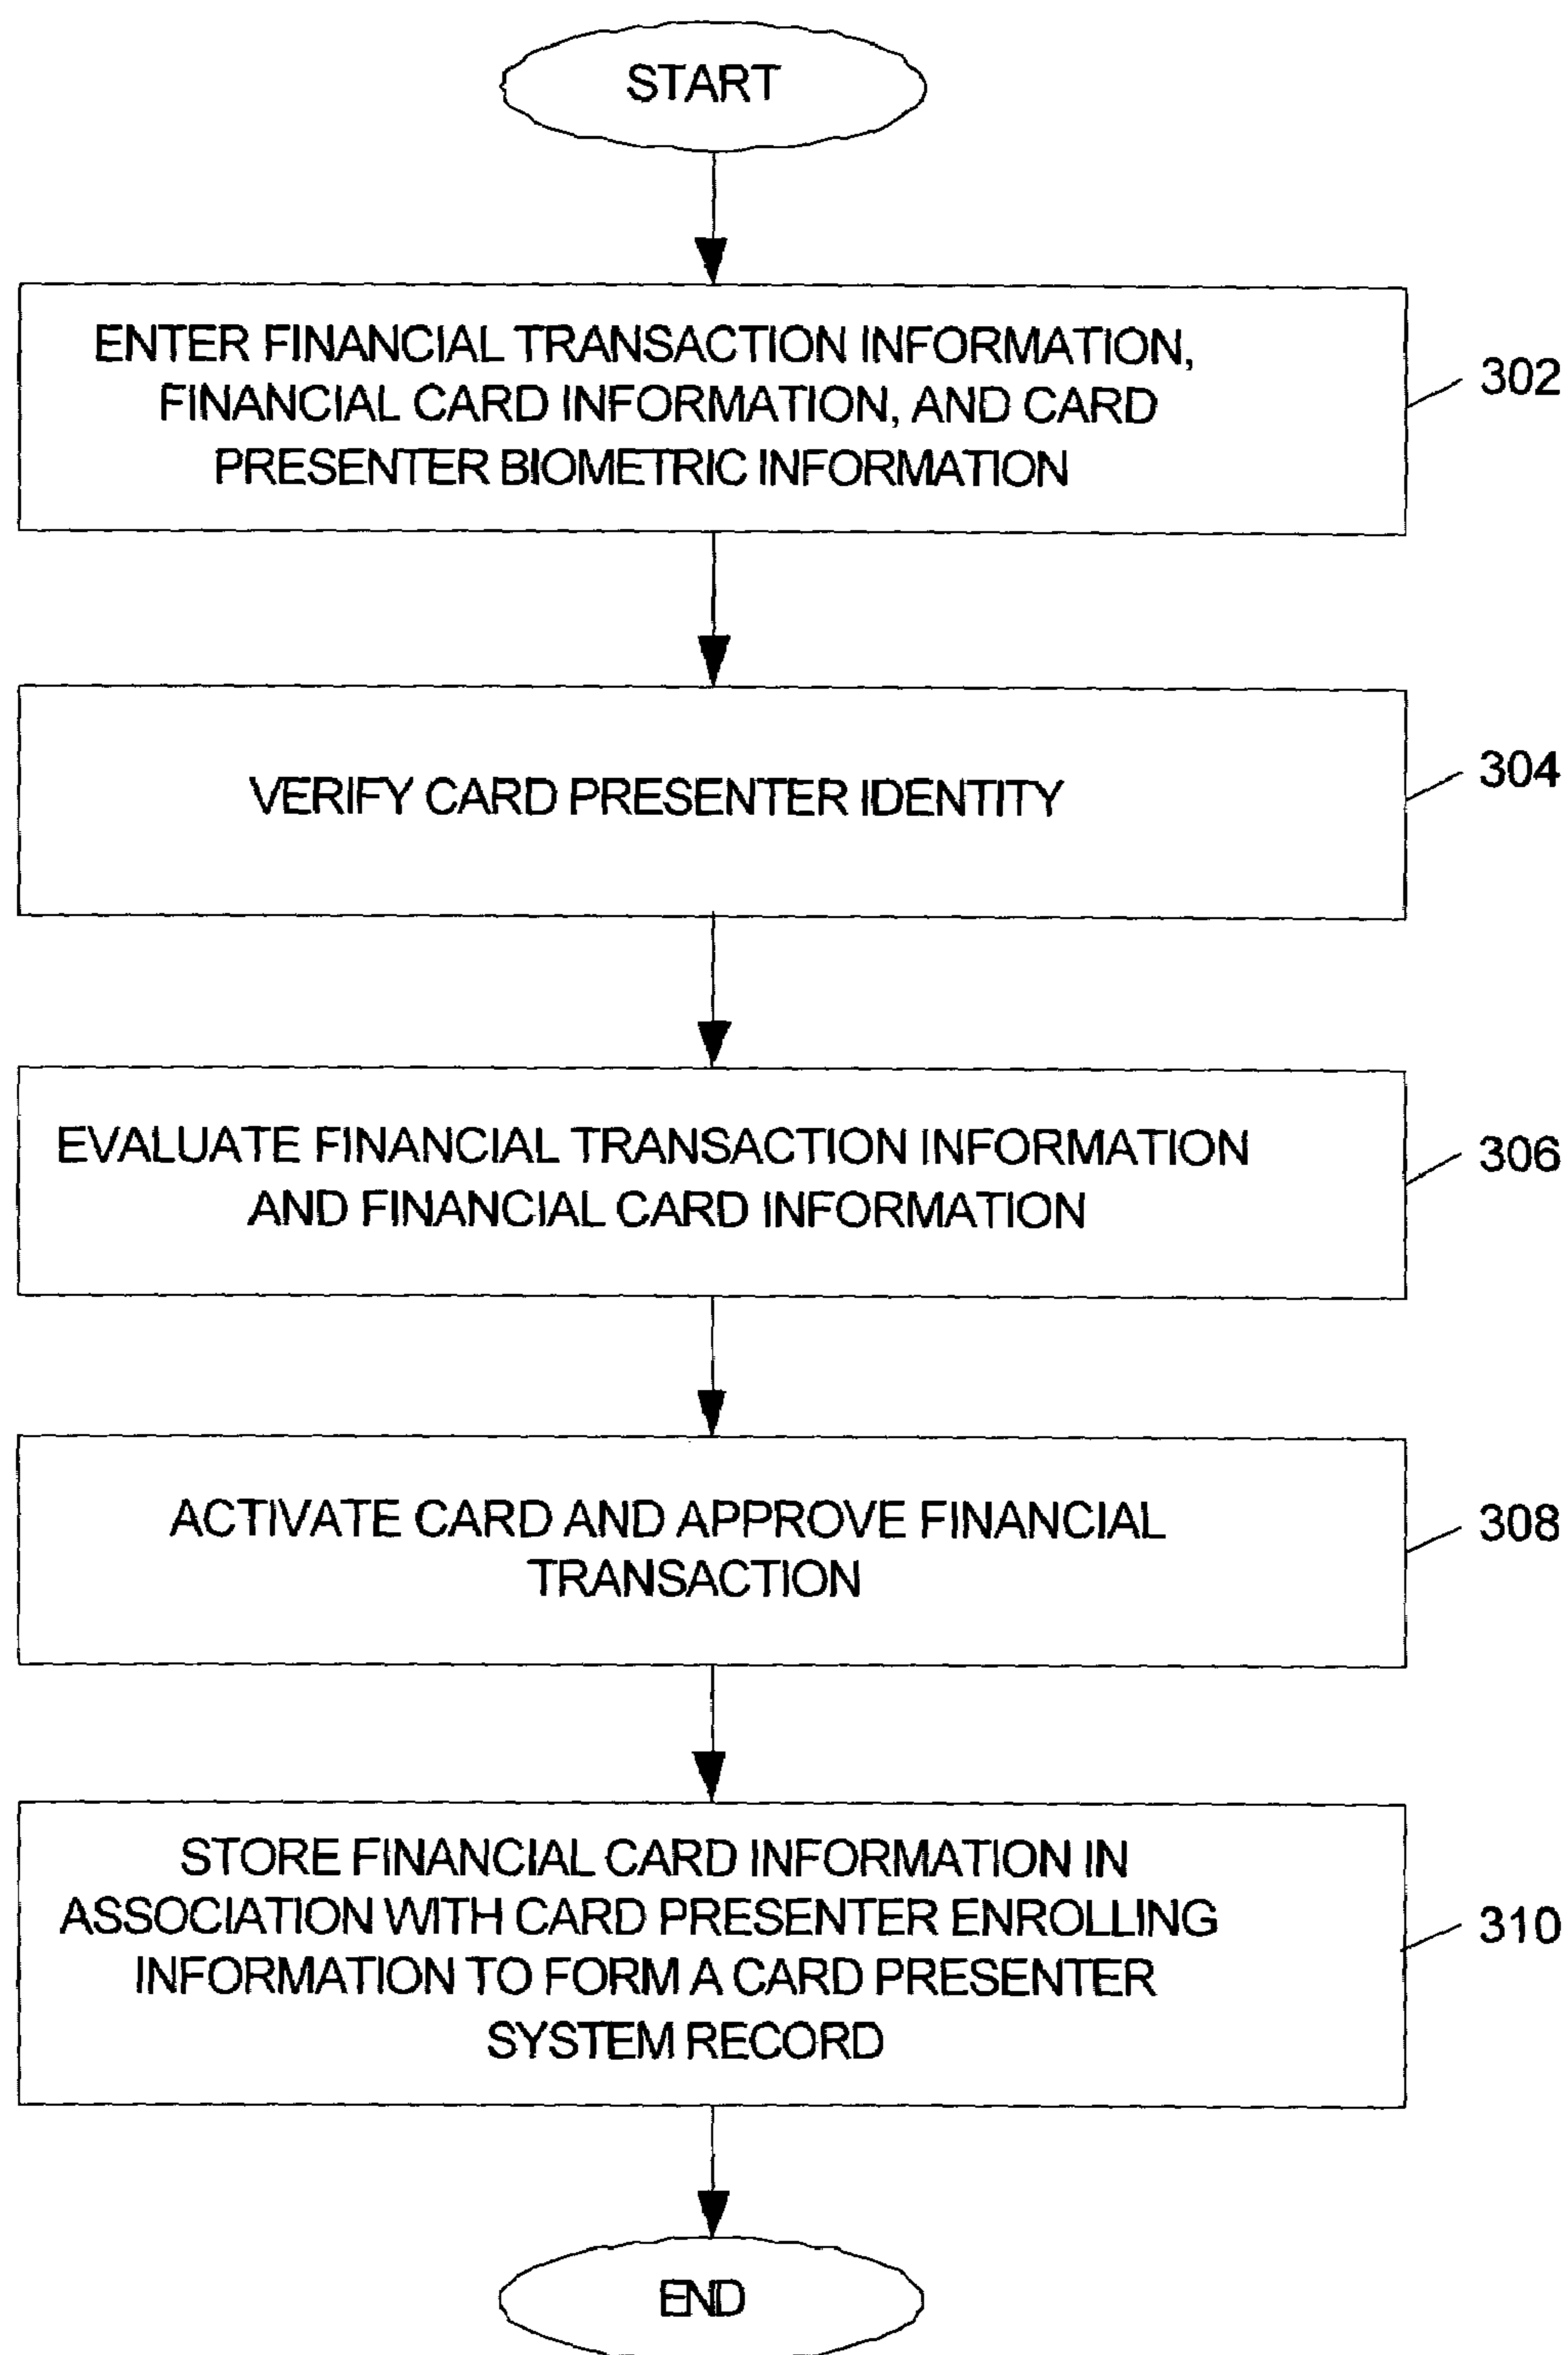 START
ENTER FINANCIAL TRANSACTION INFORMATION,
FINANCIAL CARD INFORMATION, AND CARD
PRESENTER BIOMETRIC INFORMATION
302
VERIFY CARD PRESENTER IDENTITY
304
EVALUATE FINANCIAL TRANSACTION INFORMATION
AND FINANCIAL CARD INFORMATION
306
ACTIVATE CARD AND APPROVE FINANCIAL
TRANSACTION
308
STORE FINANCIAL CARD INFORMATION IN
ASSOCIATION WITH CARD PRESENTER ENROLLING
INFORMATION TO FORM A CARD PRESENTER
SYSTEM RECORD
310
END